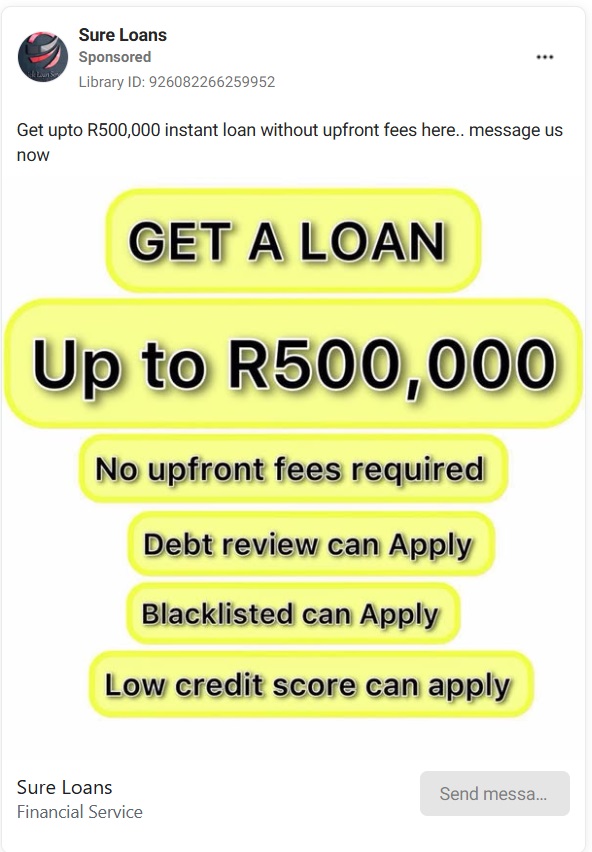 Sure Loans
Sponsored
Library ID: 926082266259952
Get upto R500,000 instant loan without upfront fees here.. message us
now
GET A LOAN
Up to R500,000
No upfront fees required
Debt review can Apply
Blacklisted can Apply
Low credit score can apply
Sure Loans
Financial Service
Send messa...